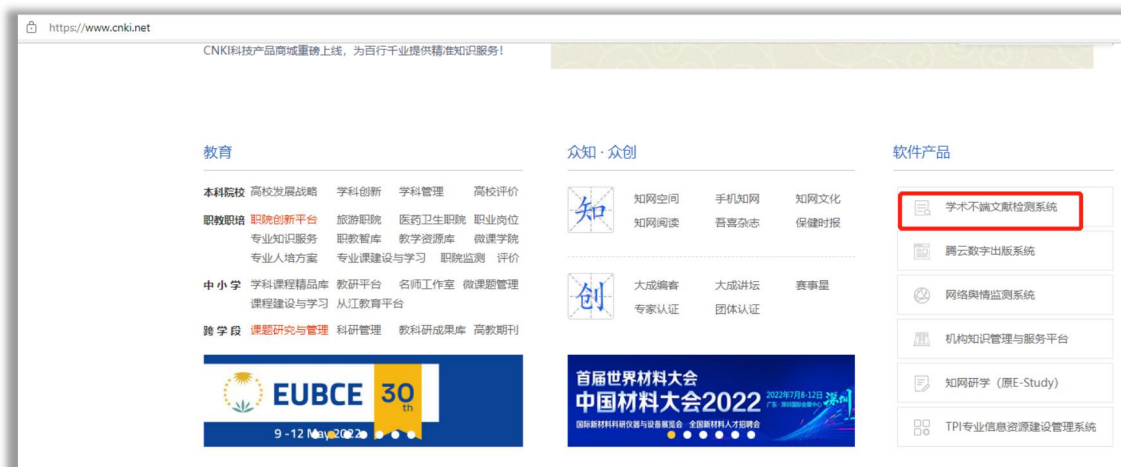 https://www.cnki.net
CNKI科技产品商城重磅上线，为百行千业提供精准知识服务！
教育
本科院校 高校发展战略 学科创新 学科管理 高校评价
职教职培 职院创新平台 旅游职院 医药卫生职院 职业岗位
专业知识服务 职教智库 教学资源库 微课学院
专业人培方案 专业课建设与学习 职院监测 评价
中小学 学科课程精品库 教研平台 名师工作室 微课题管理
课程建设与学习 从江教育平台
跨学段 课题研究与管理 科研管理 教科研成果库 高教期刊
EUBCE 30th
9-12 May 2022
众知·众创
知
知网空间 手机知网 知网文化
知网阅读 吾喜杂志 保健时报
创
大成编客 大成讲坛 赛事星
专家认证 团体认证
首届世界材料大会
中国材料大会2022
2022年7月8-12日
广东·深圳国际会展中心
深圳
国际新材料科研仪器与设备展览会 全国新材料人才招聘会
软件产品
学术不端文献检测系统
腾云数字出版系统
网络舆情监测系统
机构知识管理与服务平台
知网研学（原E-Study）
TPI专业信息资源建设管理系统